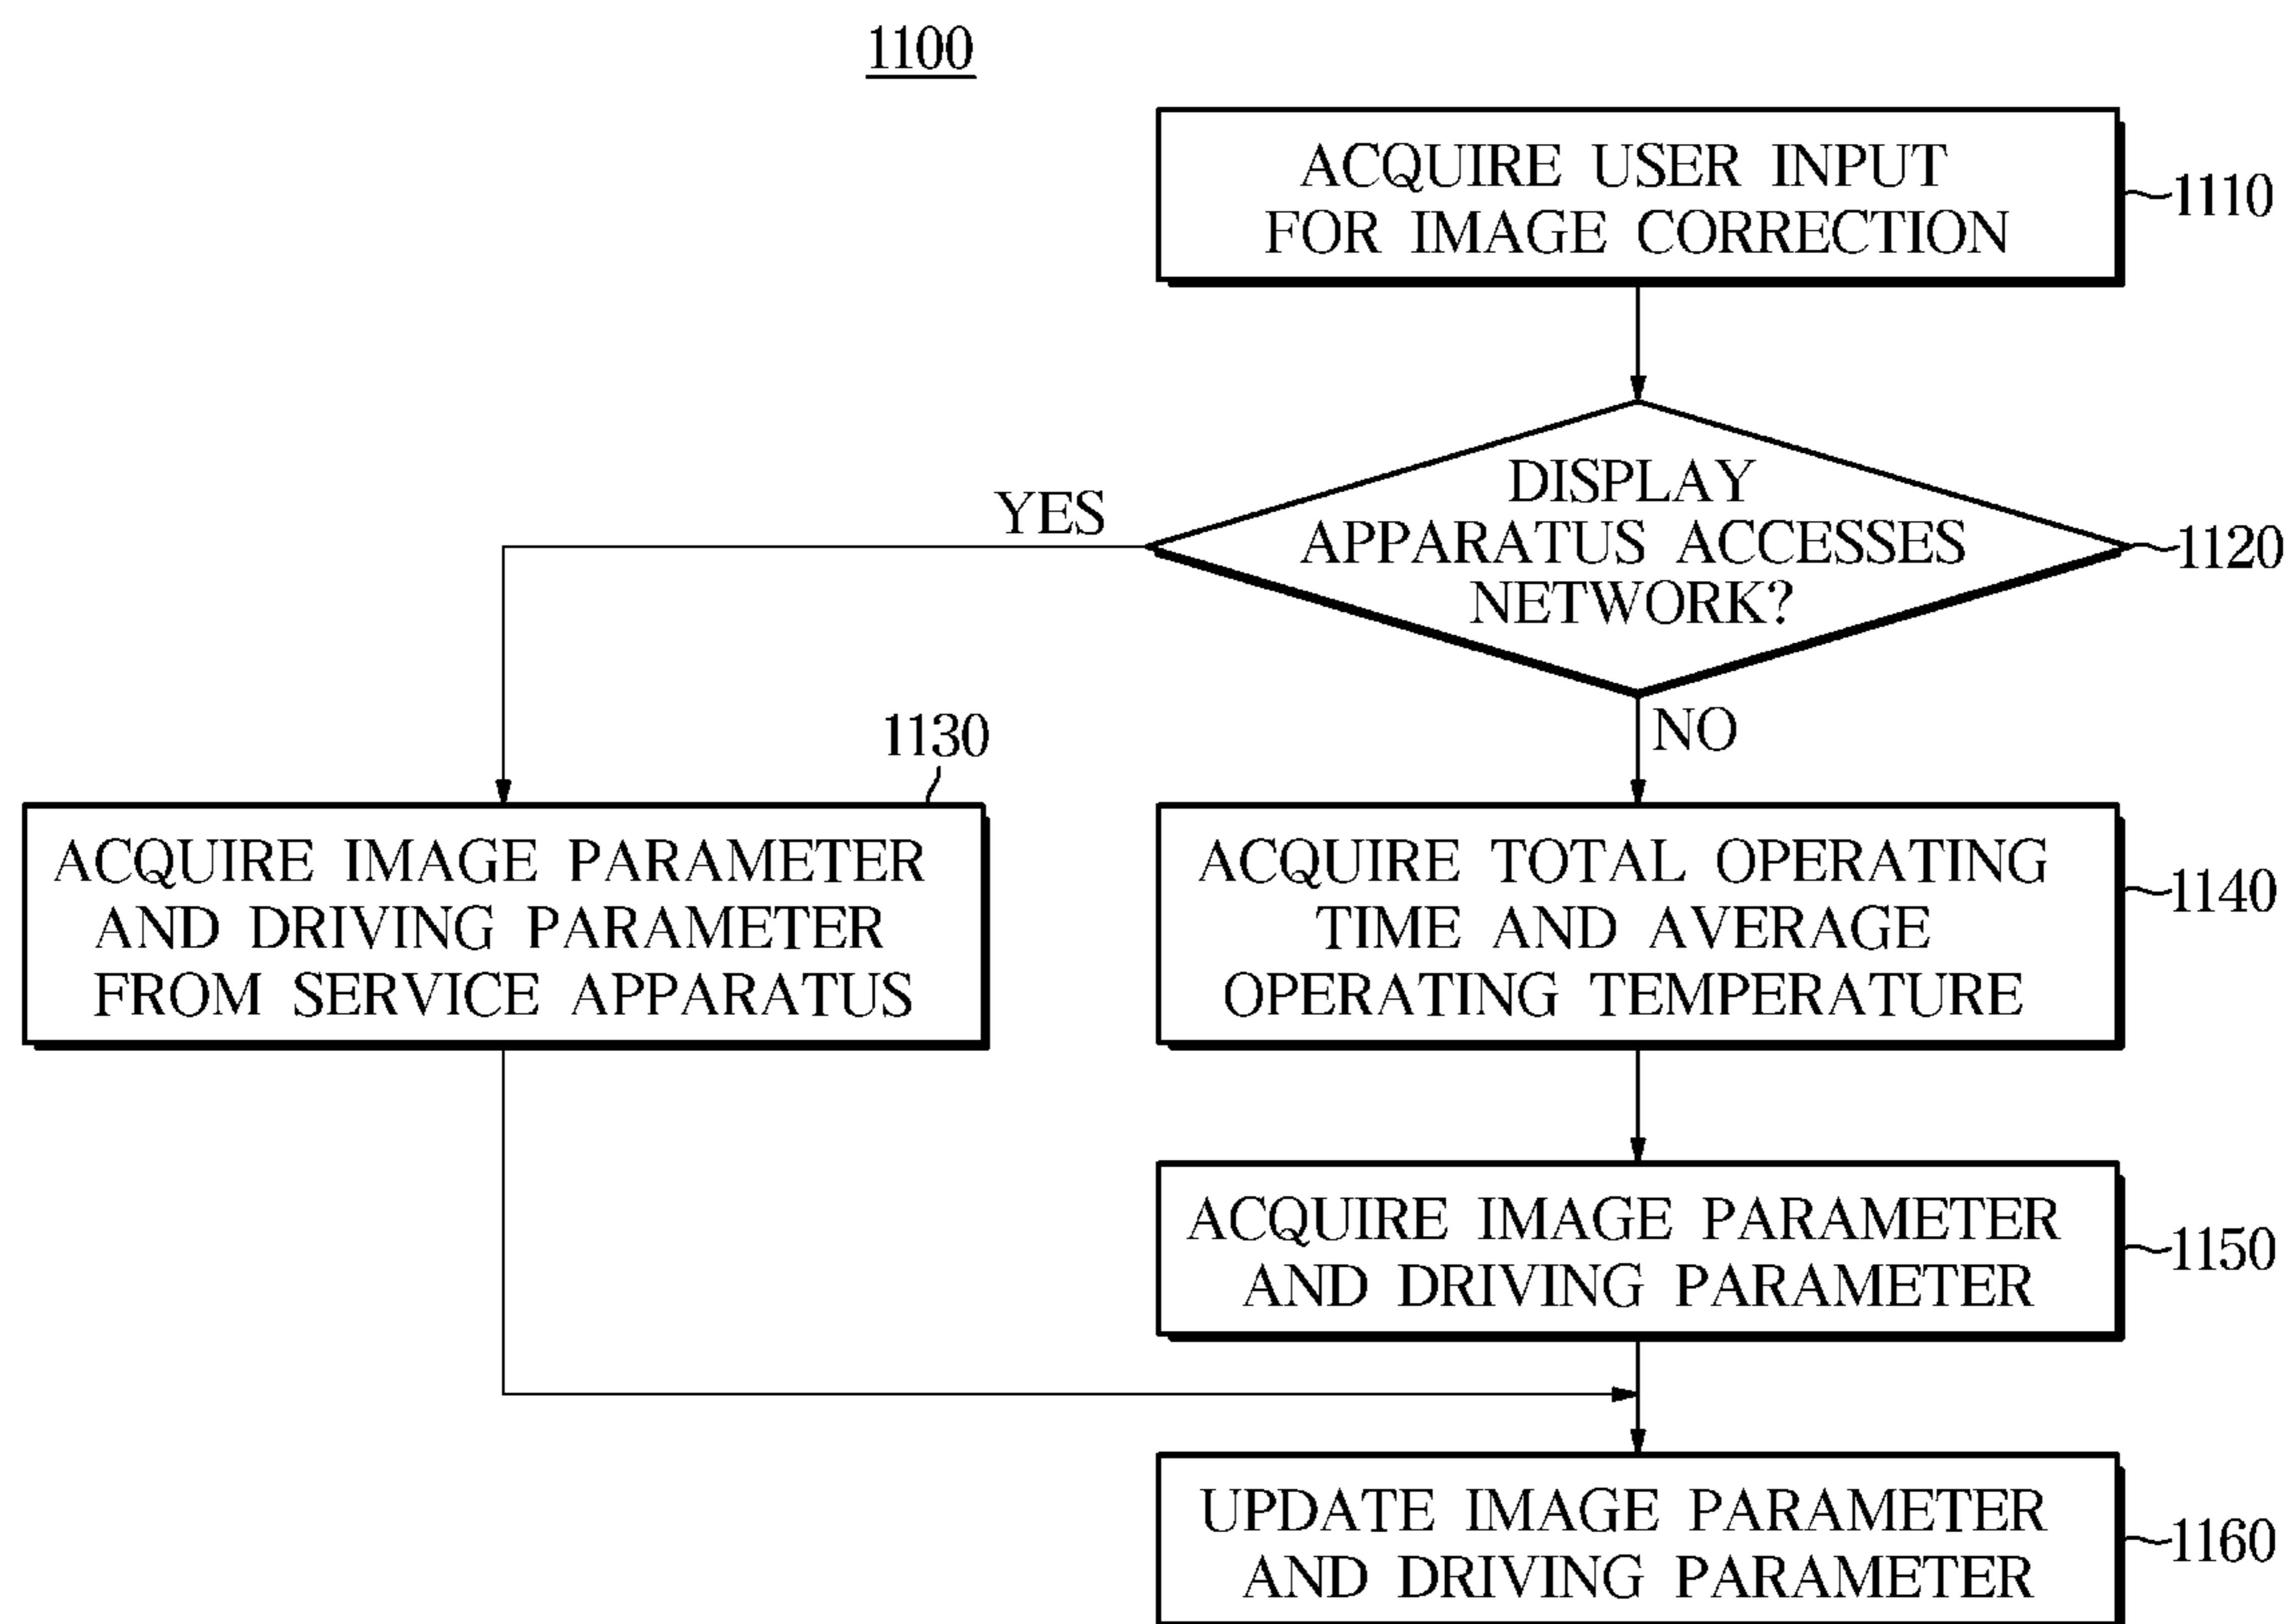 1100
ACQUIRE USER INPUT
FOR IMAGE CORRECTION
1110
DISPLAY
APPARATUS ACCESSES
NETWORK?
1120
YES
NO
1130
ACQUIRE IMAGE PARAMETER
AND DRIVING PARAMETER
FROM SERVICE APPARATUS
ACQUIRE TOTAL OPERATING
TIME AND AVERAGE
OPERATING TEMPERATURE
1140
ACQUIRE IMAGE PARAMETER
AND DRIVING PARAMETER
1150
UPDATE IMAGE PARAMETER
AND DRIVING PARAMETER
1160